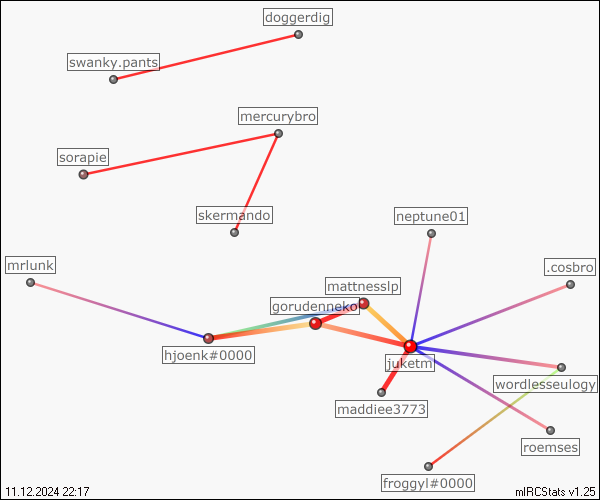 doggerdig
swanky.pants
mercurybro
sorapie
skermando
neptune01
mrlunk
.cosbro
mattnesslp
gorudenneko
hjoenk#0000
juketm
wordlesseulogy
maddiee3773
roemses
froggyl#0000
11.12.2024 22:17
mIRCStats v1.25